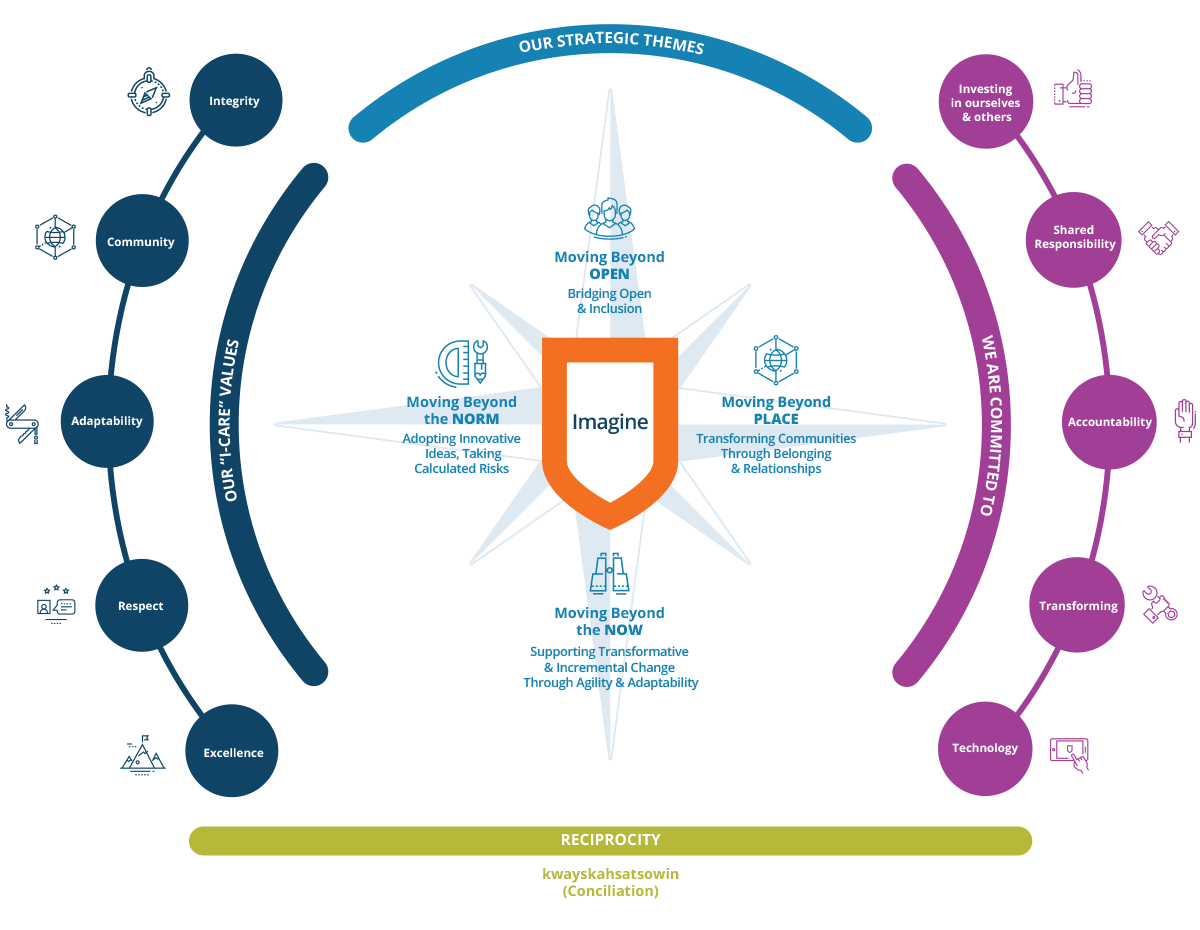 OUR STRATEGIC THEMES
OUR “I-CARE” VALUES
Integrity
Community
Adaptability
Respect
Excellence
Moving Beyond
OPEN
Bridging Open
& Inclusion
Moving Beyond
the NORM
Adopting Innovative
Ideas, Taking
Calculated Risks
Imagine
Moving Beyond
PLACE
Transforming Communities
Through Belonging
& Relationships
Moving Beyond
the NOW
Supporting Transformative
& Incremental Change
Through Agility & Adaptability
WE ARE COMMITTED TO
Investing
in ourselves
& others
Shared
Responsibility
Accountability
Transforming
Technology
RECIPROCITY
kwayskahsatsowin
(Conciliation)